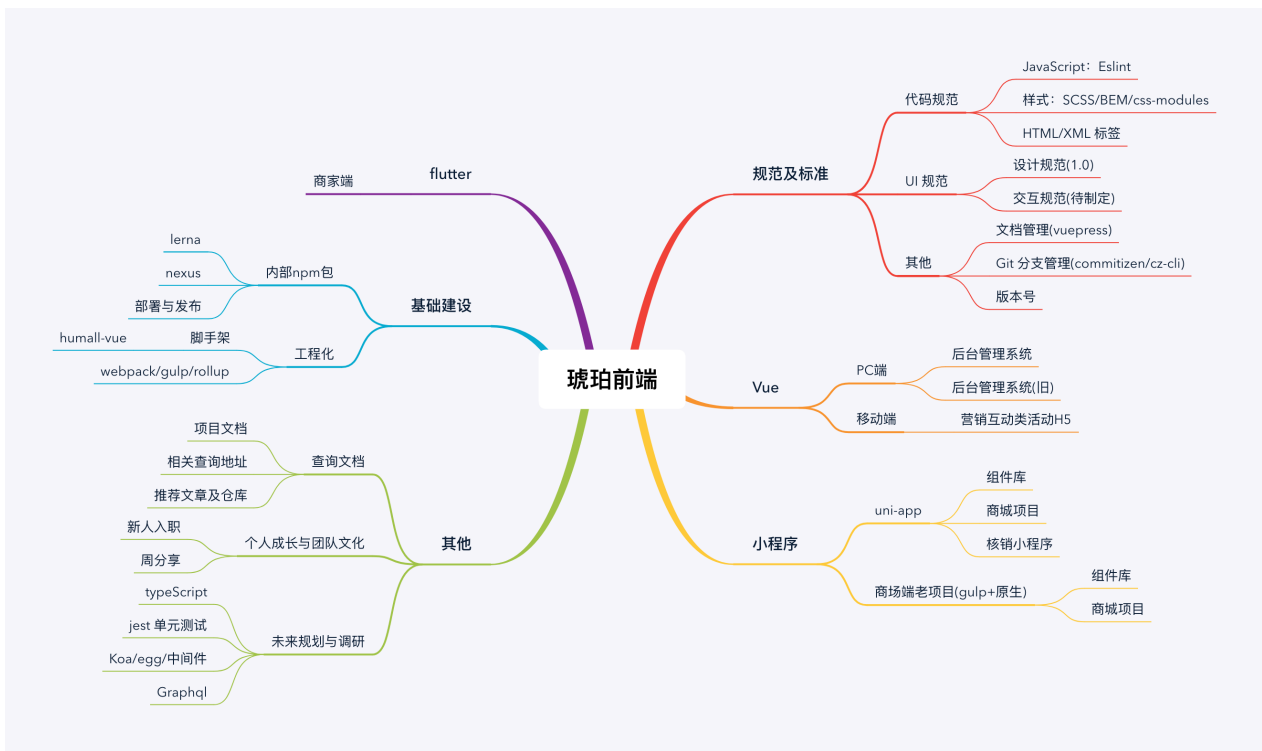 琥珀前端
规范及标准
代码规范
JavaScript：Eslint
样式：SCSS/BEM/css-modules
HTML/XML 标签
UI 规范
设计规范(1.0)
交互规范(待制定)
其他
文档管理(vuepress)
Git 分支管理(commitizen/cz-cli)
版本号
Vue
PC端
后台管理系统
后台管理系统(旧)
移动端
营销互动类活动H5
小程序
uni-app
组件库
商城项目
核销小程序
商场端老项目(gulp+原生)
组件库
商城项目
flutter
商家端
基础建设
内部npm包
lerna
nexus
部署与发布
工程化
脚手架
humall-vue
webpack/gulp/rollup
其他
查询文档
项目文档
相关查询地址
推荐文章及仓库
个人成长与团队文化
新人入职
周分享
未来规划与调研
typeScript
jest 单元测试
Koa/egg/中间件
Graphql